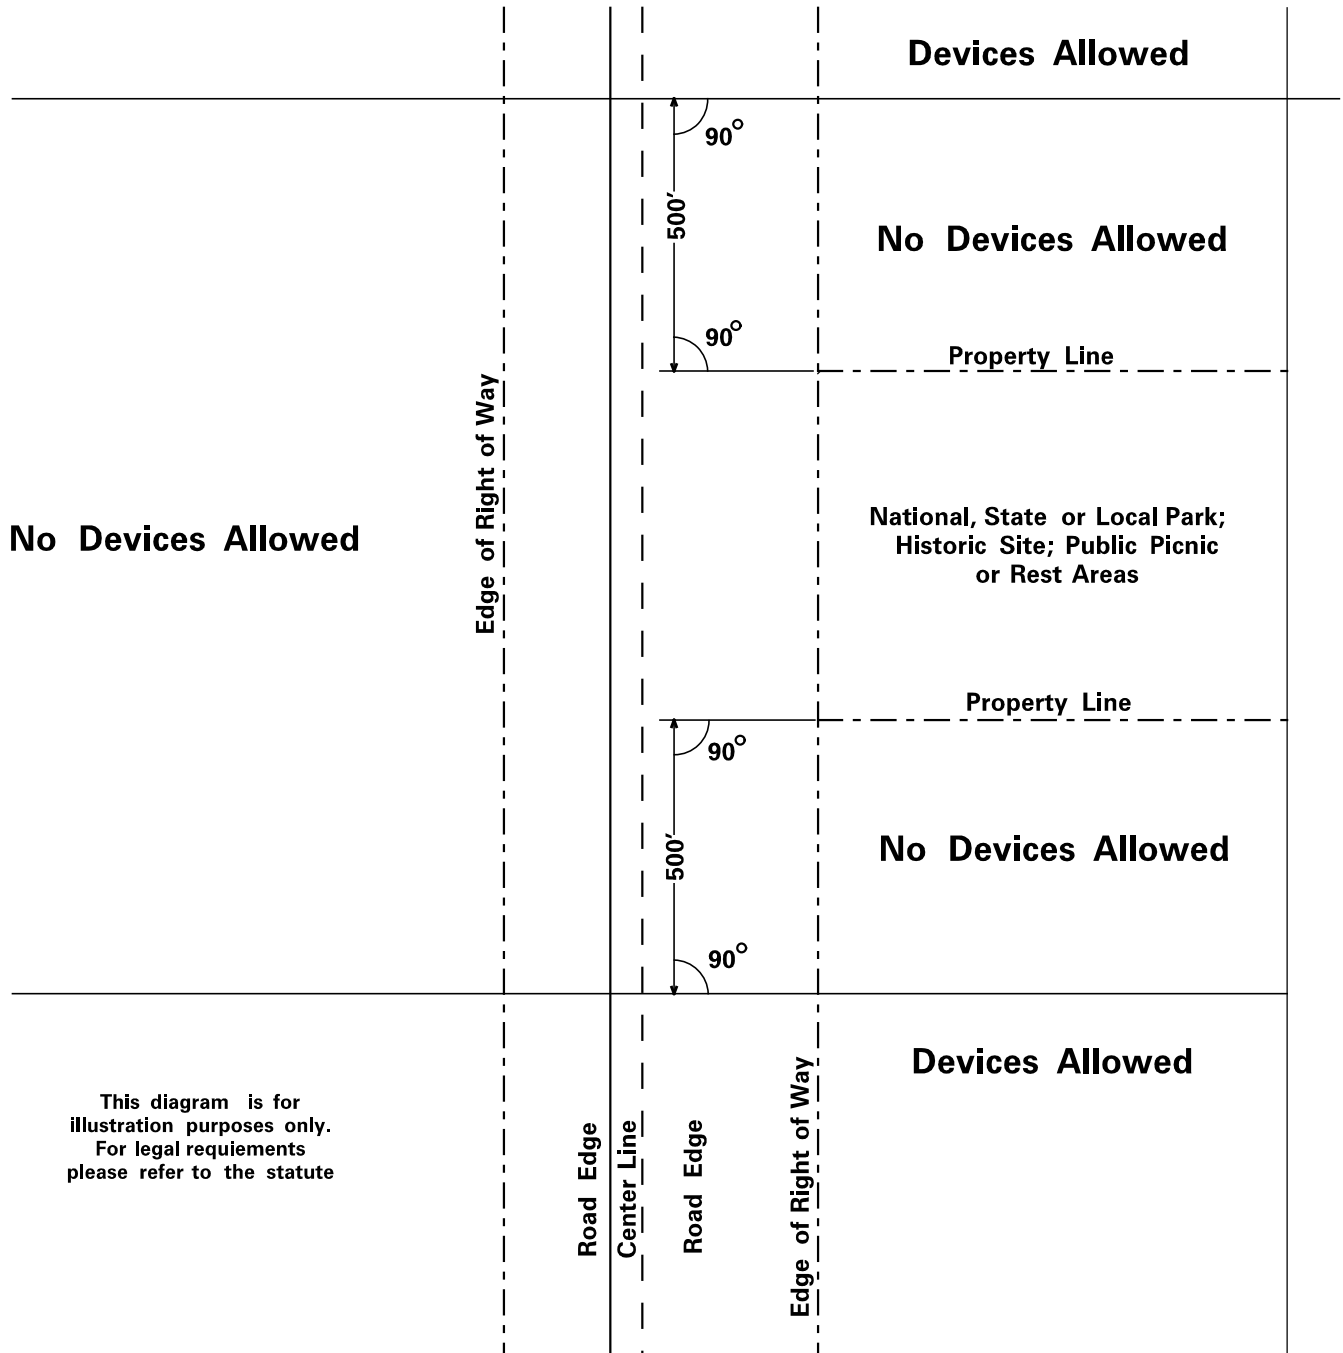 Devices Allowed
90°
500'
No Devices Allowed
90°
Property Line
Edge of Right of Way
No Devices Allowed
National, State or Local Park;
Historic Site; Public Picnic
or Rest Areas
Property Line
90°
500'
No Devices Allowed
90°
Devices Allowed
This diagram is for
illustration purposes only.
For legal requiements
please refer to the statute
Road Edge
Center Line
Road Edge
Edge of Right of Way